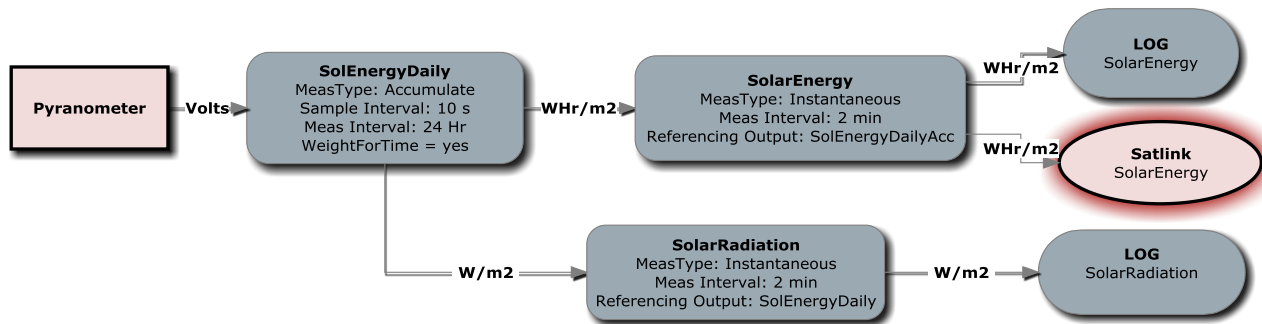 Pyranometer
Volts
SolEnergyDaily
MeasType: Accumulate
Sample Interval: 10 s
Meas Interval: 24 Hr
WeightForTime = yes
WHr/m2
SolarEnergy
MeasType: Instantaneous
Meas Interval: 2 min
Referencing Output: SolEnergyDailyAcc
WHr/m2
LOG
SolarEnergy
WHr/m2
Satlink
SolarEnergy
W/m2
SolarRadiation
MeasType: Instantaneous
Meas Interval: 2 min
Referencing Output: SolEnergyDaily
W/m2
LOG
SolarRadiation